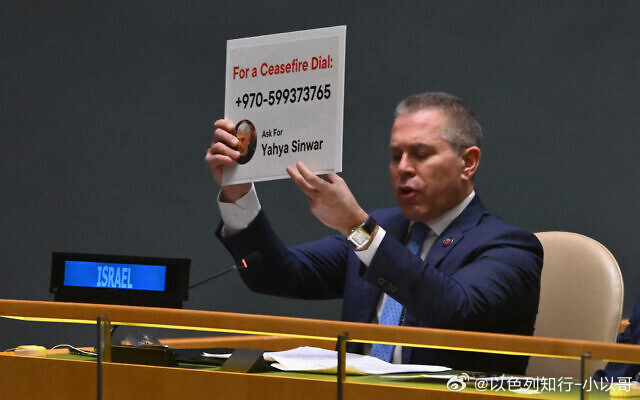 For a Ceasefire Dial:
+970-599373765
Ask For
Yahya Sinwar
ISRAEL
@以色列知行-小以哥